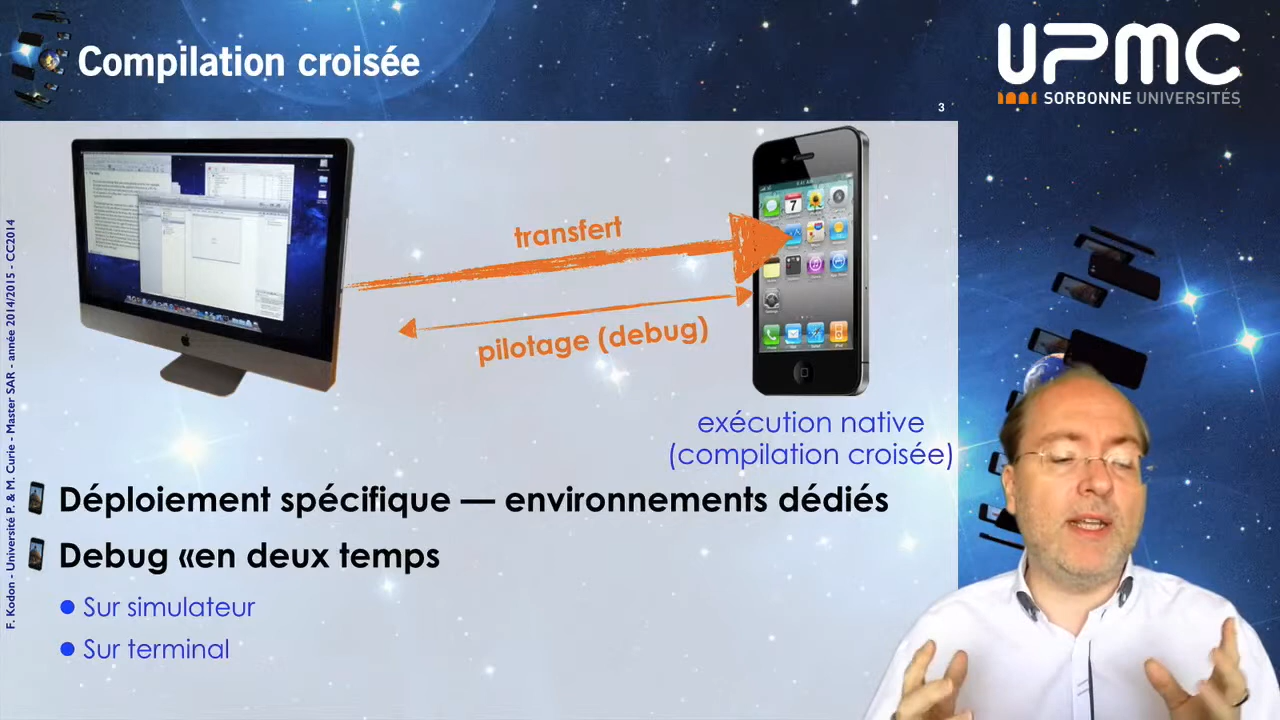 Compilation croisée
3
UPMC
SORBONNE UNIVERSITÉS
transfert
pilotage (debug)
exécution native
(compilation croisée)
Déploiement spécifique — environnements dédiés
Debug «en deux temps
Sur simulateur
Sur terminal
F. Kodon - Université P. & M. Curie - Master SAR - année 2014/2015 - CC2014